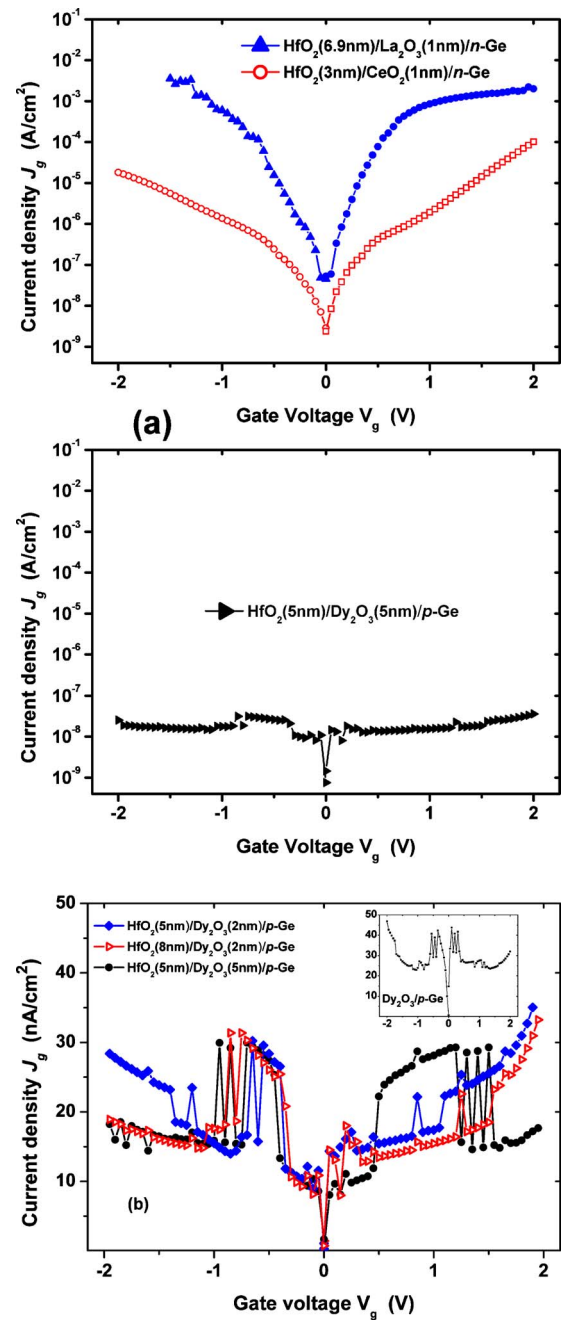 10⁻¹
10⁻²
10⁻³
10⁻⁴
10⁻⁵
10⁻⁶
10⁻⁷
10⁻⁸
10⁻⁹
Current density J_g (A/cm²)
HfO₂(6.9nm)/La₂O₃(1nm)/n-Ge
HfO₂(3nm)/CeO₂(1nm)/n-Ge
-2 -1 0 1 2
Gate Voltage V_g (V)
(a)
10⁻¹
10⁻²
10⁻³
10⁻⁴
10⁻⁵
10⁻⁶
10⁻⁷
10⁻⁸
10⁻⁹
Current density J_g (A/cm²)
HfO₂(5nm)/Dy₂O₃(5nm)/p-Ge
-2 -1 0 1 2
Gate Voltage V_g (V)
50
40
30
20
10
Current density J_g (nA/cm²)
HfO₂(5nm)/Dy₂O₃(2nm)/p-Ge
HfO₂(8nm)/Dy₂O₃(2nm)/p-Ge
HfO₂(5nm)/Dy₂O₃(5nm)/p-Ge
50
40
30
20
10
Dy₂O₃/p-Ge
-2 -1 0 1 2
(b)
-2 -1 0 1 2
Gate voltage V_g (V)